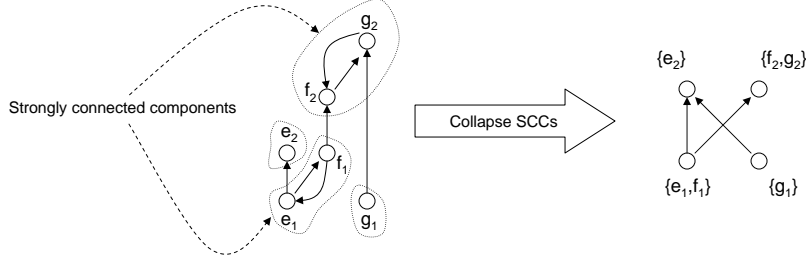 g2
{e2}
{f2,g2}
f2
Strongly connected components
Collapse SCCs
e2
f1
{e1,f1}
{g1}
e1
g1